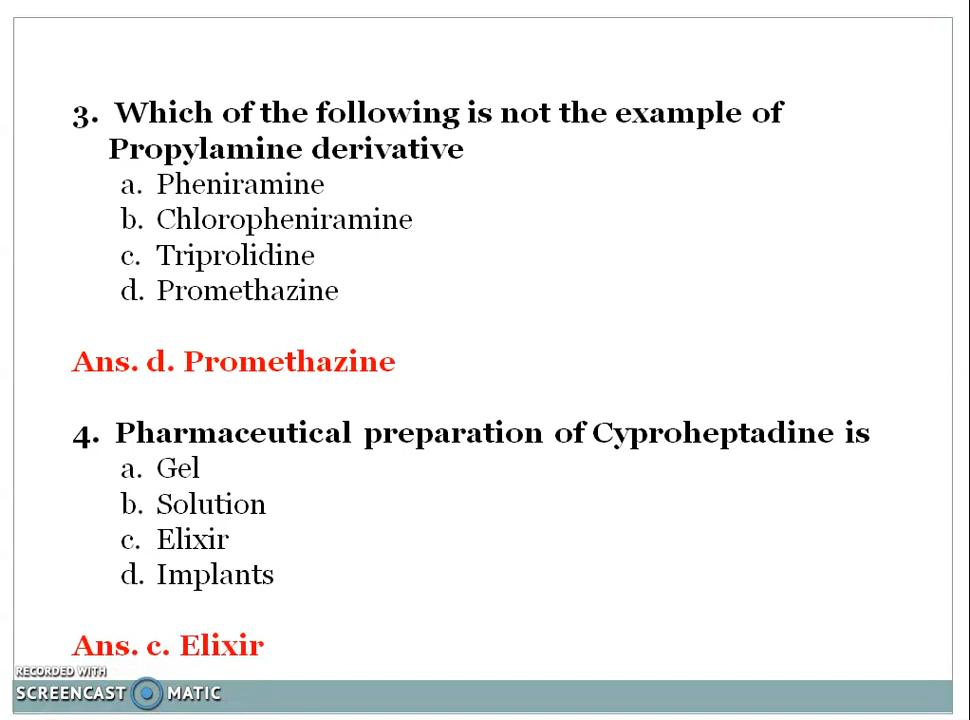 3. Which of the following is not the example of
Propylamine derivative
a. Pheniramine
b. Chloropheniramine
c. Triprolidine
d. Promethazine
Ans. d. Promethazine
4. Pharmaceutical preparation of Cyproheptadine is
a. Gel
b. Solution
c. Elixir
d. Implants
Ans. c. Elixir
RECORDED WITH
SCREENCAST MATIC